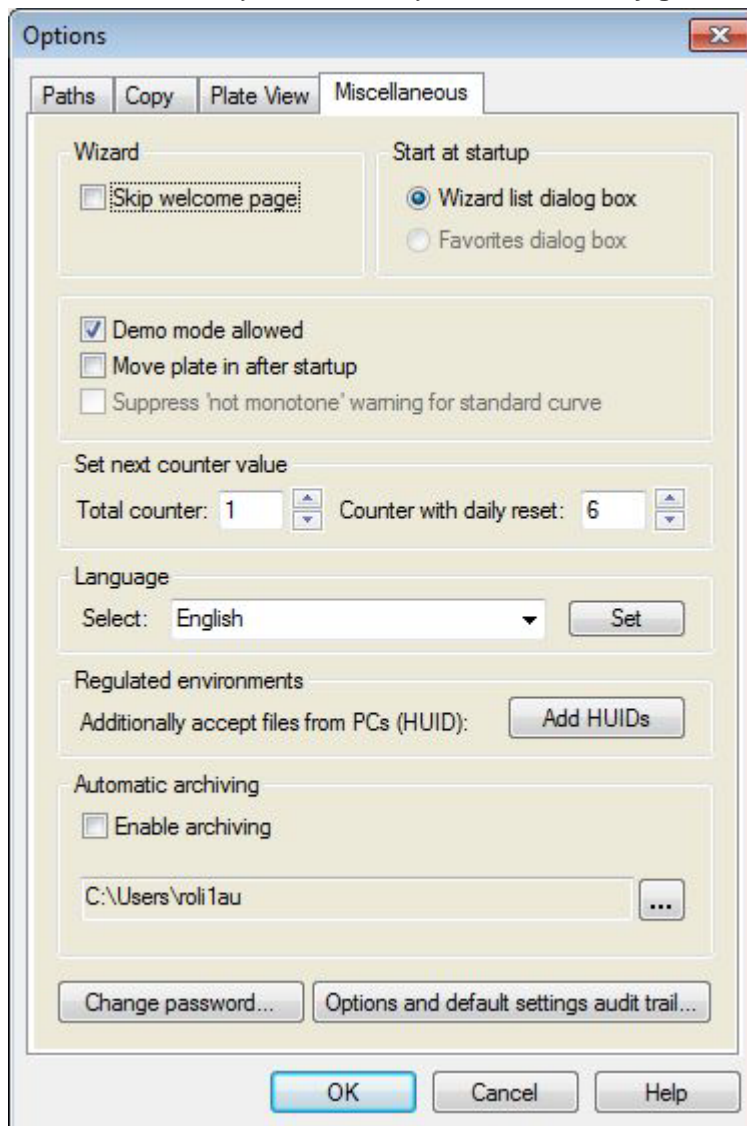 Options
Paths Copy Plate View Miscellaneous
Wizard
Skip welcome page
Start at startup
Wizard list dialog box
Favorites dialog box
Demo mode allowed
Move plate in after startup
Suppress 'not monotone' warning for standard curve
Set next counter value
Total counter: 1 Counter with daily reset: 6
Language
Select: English Set
Regulated environments
Additionally accept files from PCs (HUID): Add HUIDs
Automatic archiving
Enable archiving
C:\Users\roli1au ...
Change password... Options and default settings audit trail...
OK Cancel Help